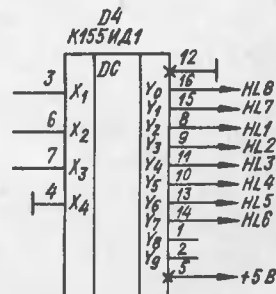 D4
К155ИД1
DC
12
3 X1
6 X2
7 X3
4 X4
Y0 16 HL8
Y1 15 HL7
Y2 8 HL1
Y3 9 HL2
Y4 11 HL3
Y5 10 HL4
Y6 13 HL5
Y7 14 HL6
Y8 1
Y9 2
5 +5 В